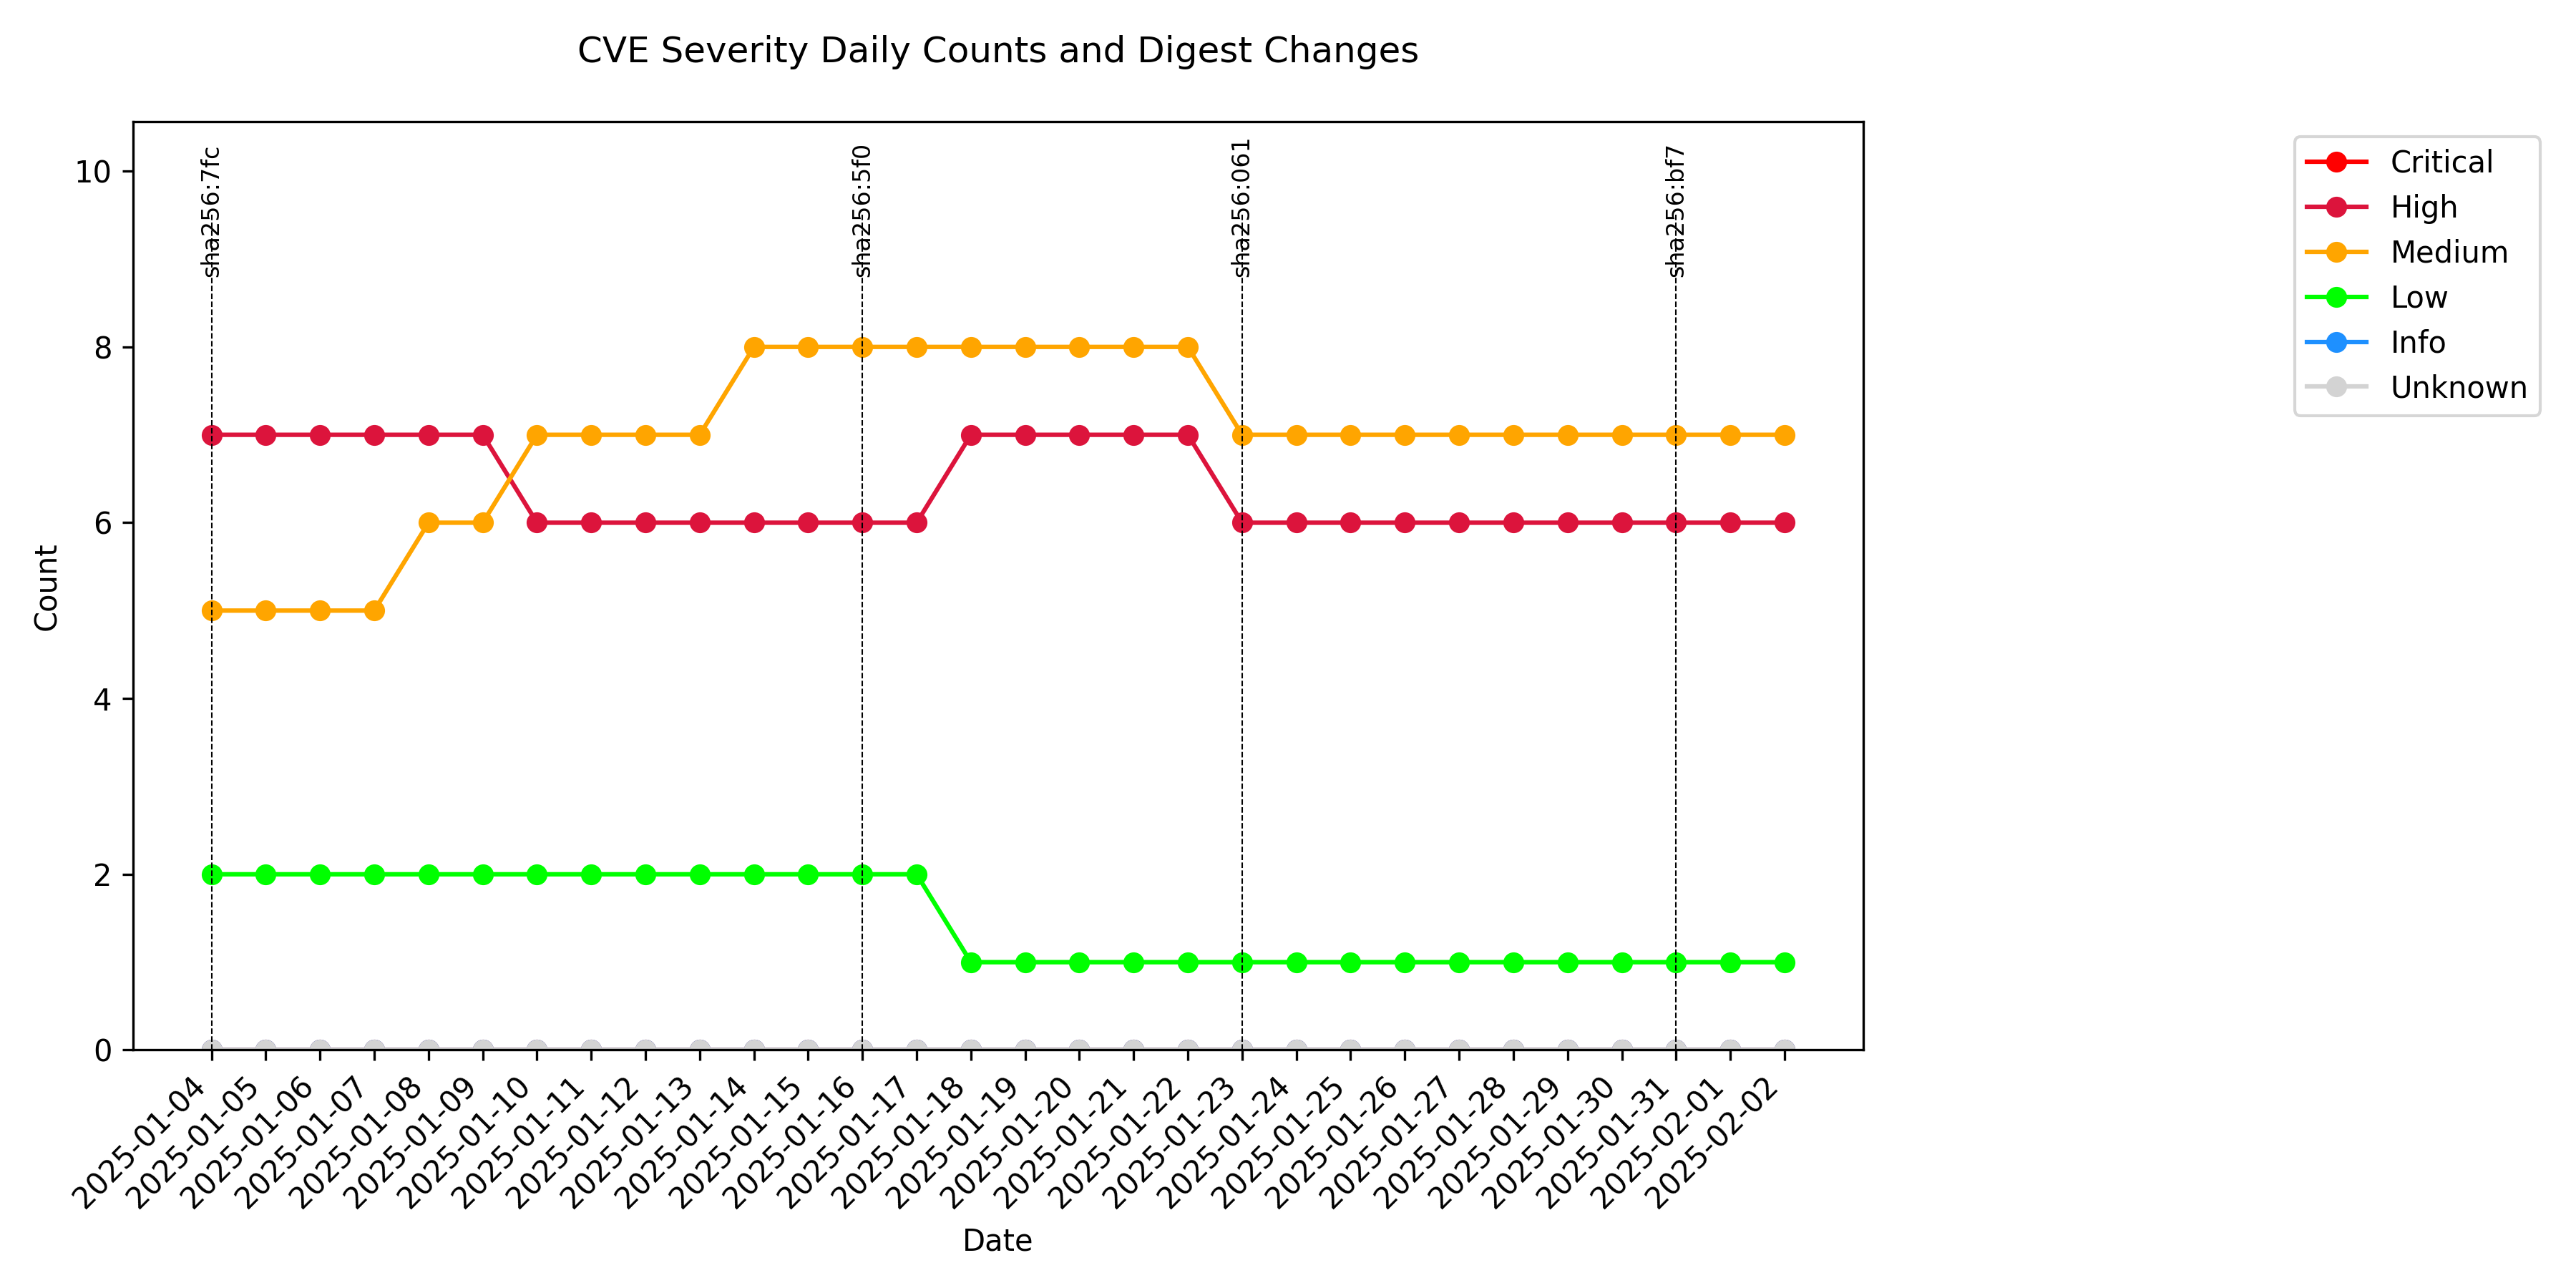 CVE Severity Daily Counts and Digest Changes
sha256:7fc
sha256:5f0
sha256:061
sha256:bf7
Critical
High
Medium
Low
Info
Unknown
Count
10
8
6
4
2
0
2025-01-04
2025-01-05
2025-01-06
2025-01-07
2025-01-08
2025-01-09
2025-01-10
2025-01-11
2025-01-12
2025-01-13
2025-01-14
2025-01-15
2025-01-16
2025-01-17
2025-01-18
2025-01-19
2025-01-20
2025-01-21
2025-01-22
2025-01-23
2025-01-24
2025-01-25
2025-01-26
2025-01-27
2025-01-28
2025-01-29
2025-01-30
2025-01-31
2025-02-01
2025-02-02
Date